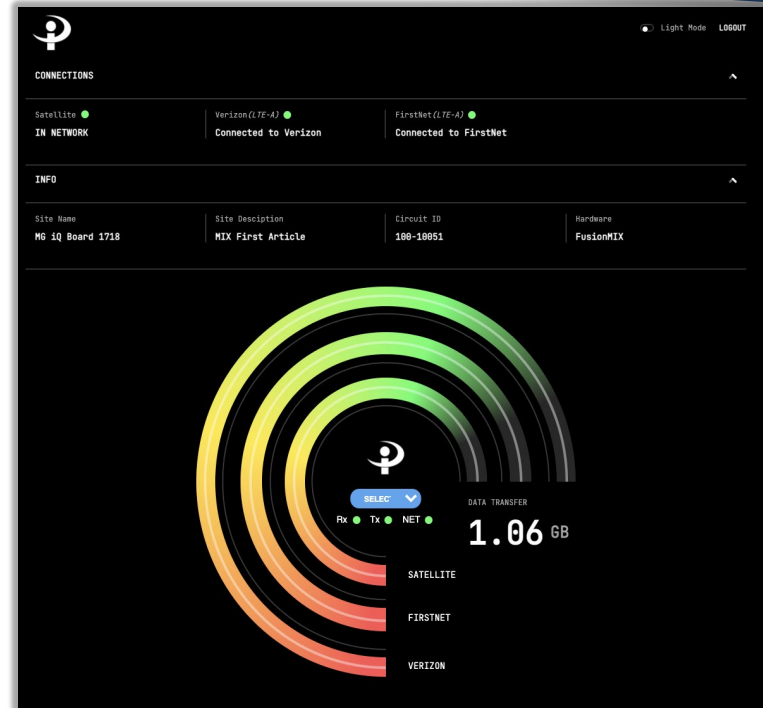 Light Mode LOGOUT
CONNECTIONS
Satellite
IN NETWORK
Verizon(LTE-A)
Connected to Verizon
FirstNet(LTE-A)
Connected to FirstNet
INFO
Site Name
MG iQ Board 1718
Site Desciption
MIX First Article
Circuit ID
100-10051
Hardware
FusionMIX
SELEC
Rx Tx NET
DATA TRANSFER
1.06 GB
SATELLITE
FIRSTNET
VERIZON